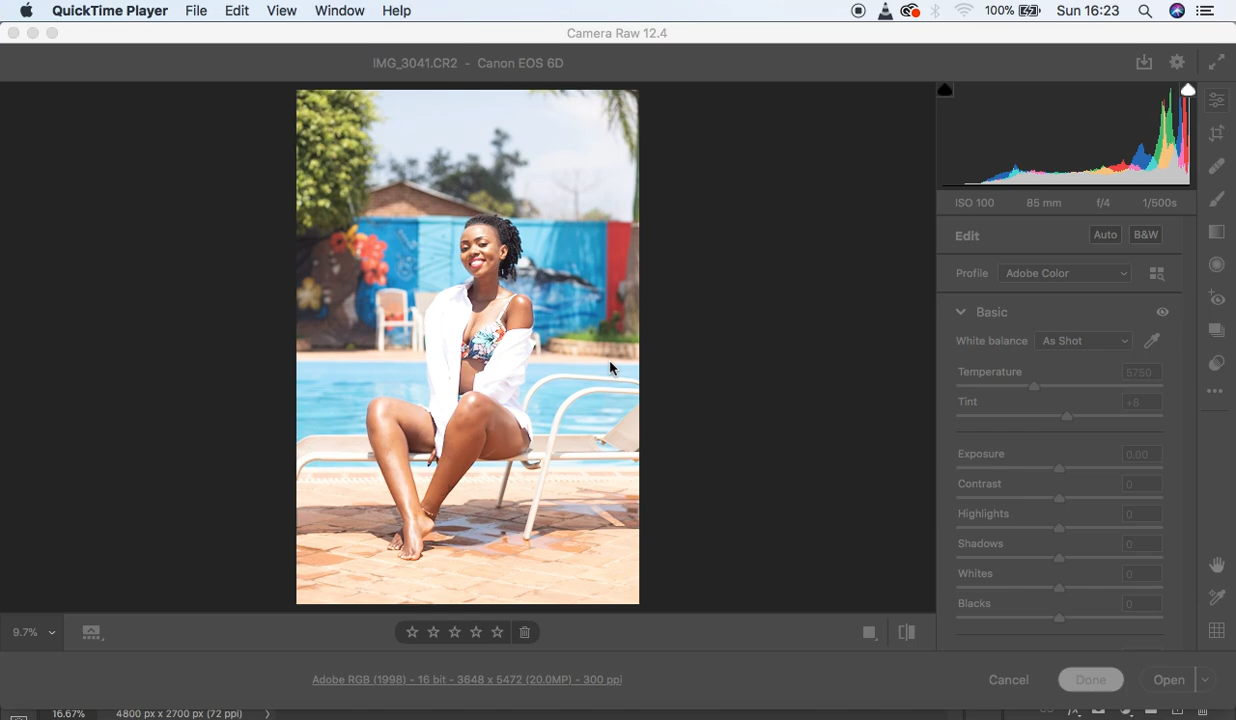 QuickTime Player File Edit View Window Help 100% Sun 16:23
Camera Raw 12.4
IMG_3041.CR2 - Canon EOS 6D
ISO 100 85 mm f/4 1/500s
Edit Auto B&W
Profile Adobe Color
Basic
White balance As Shot
Temperature 5750
Tint +8
Exposure 0.00
Contrast 0
Highlights 0
Shadows 0
Whites 0
Blacks 0
9.7%
Adobe RGB (1998) - 16 bit - 3648 x 5472 (20.0MP) - 300 ppi
Cancel Done Open
16.67% 4800 px x 2700 px (72 ppi)